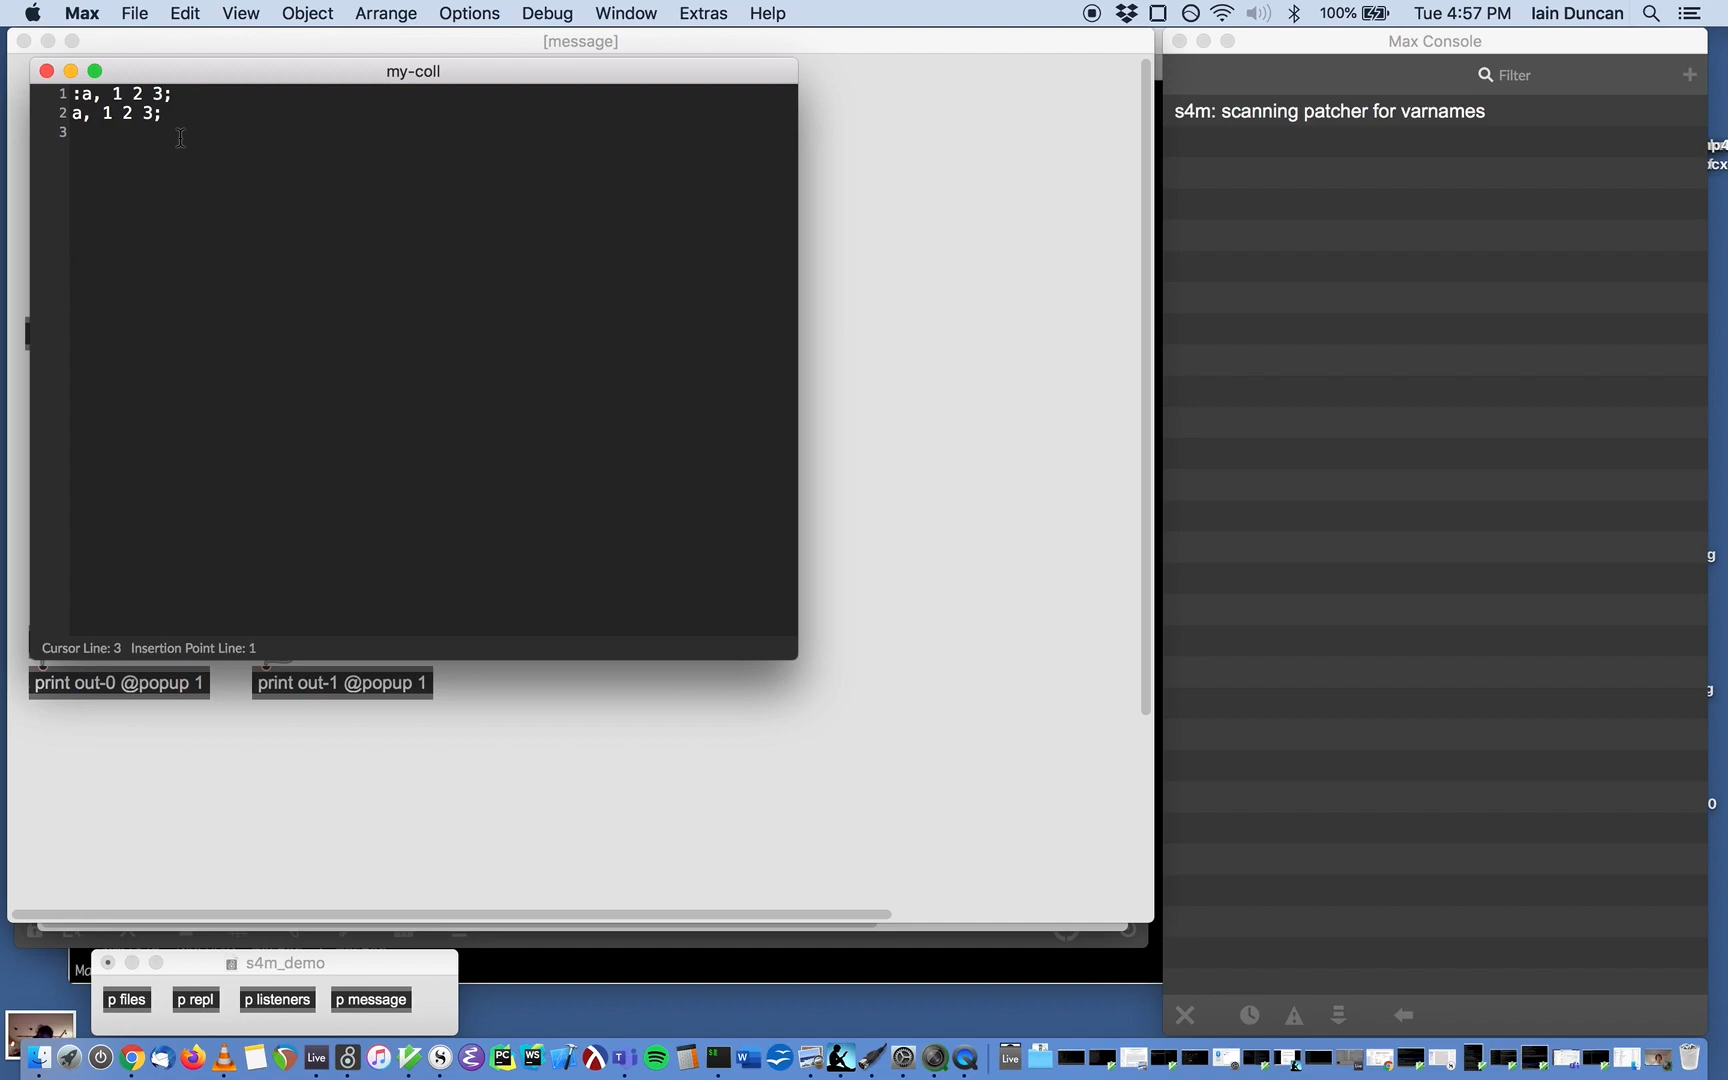 Max File Edit View Object Arrange Options Debug Window Extras Help
100% Tue 4:57 PM Iain Duncan
[message]
Max Console
my-coll
Filter
1 :a, 1 2 3;
2 a, 1 2 3;
3
s4m: scanning patcher for varnames
Cursor Line: 3 Insertion Point Line: 1
print out-0 @popup 1
print out-1 @popup 1
s4m_demo
p files
p repl
p listeners
p message
Live